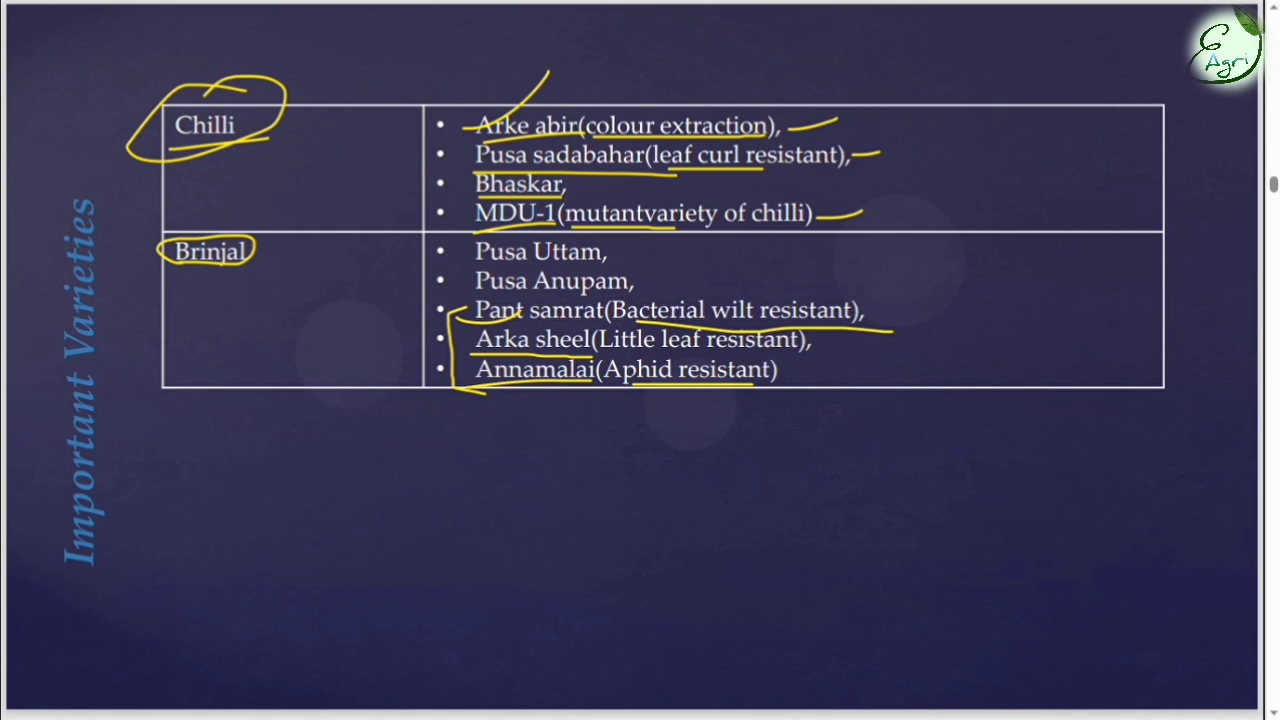 E
Agri
Important Varieties
Chilli
• Arke abir(colour extraction),
• Pusa sadabahar(leaf curl resistant),
• Bhaskar,
• MDU-1(mutantvariety of chilli)
Brinjal
• Pusa Uttam,
• Pusa Anupam,
• Pant samrat(Bacterial wilt resistant),
• Arka sheel(Little leaf resistant),
• Annamalai(Aphid resistant)